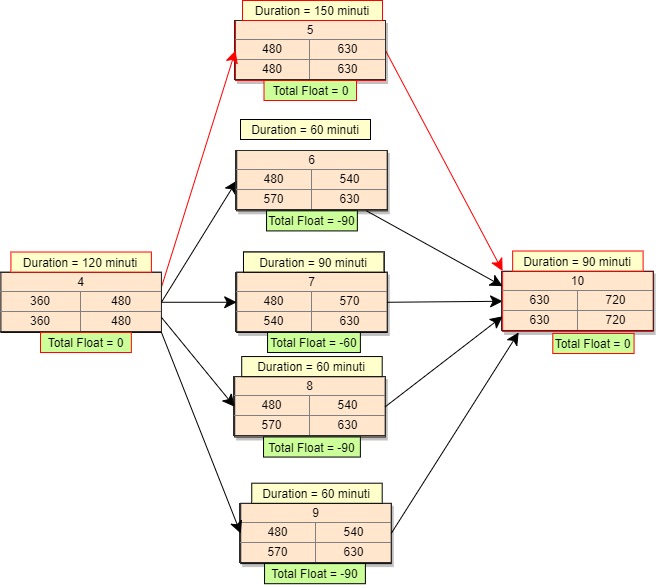 Duration = 150 minuti
5
480 630
480 630
Total Float = 0
Duration = 60 minuti
6
480 540
570 630
Total Float = -90
Duration = 120 minuti
4
360 480
360 480
Total Float = 0
Duration = 90 minuti
7
480 570
540 630
Total Float = -60
Duration = 90 minuti
10
630 720
630 720
Total Float = 0
Duration = 60 minuti
8
480 540
570 630
Total Float = -90
Duration = 60 minuti
9
480 540
570 630
Total Float = -90